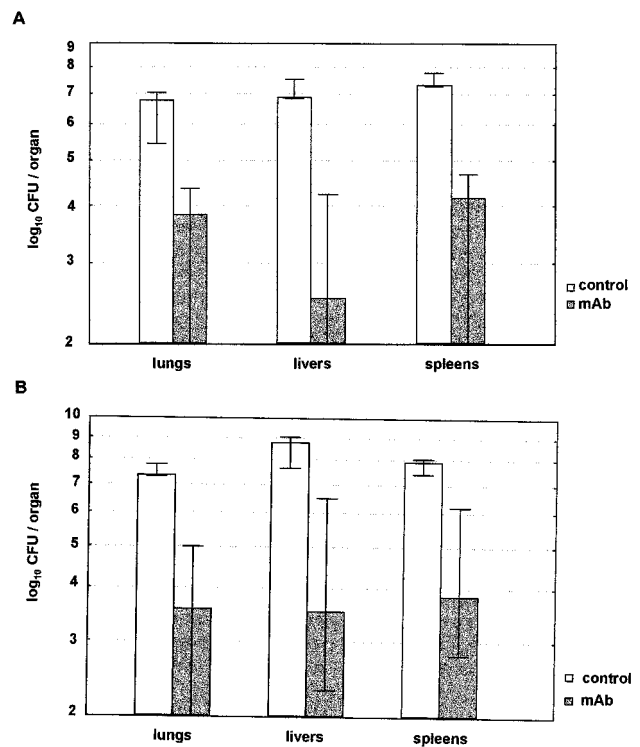 A
9
8
7
6
5
4
3
2
log10 CFU / organ
lungs livers spleens
control
mAb
B
10
9
8
7
6
5
4
3
2
log10 CFU / organ
lungs livers spleens
control
mAb